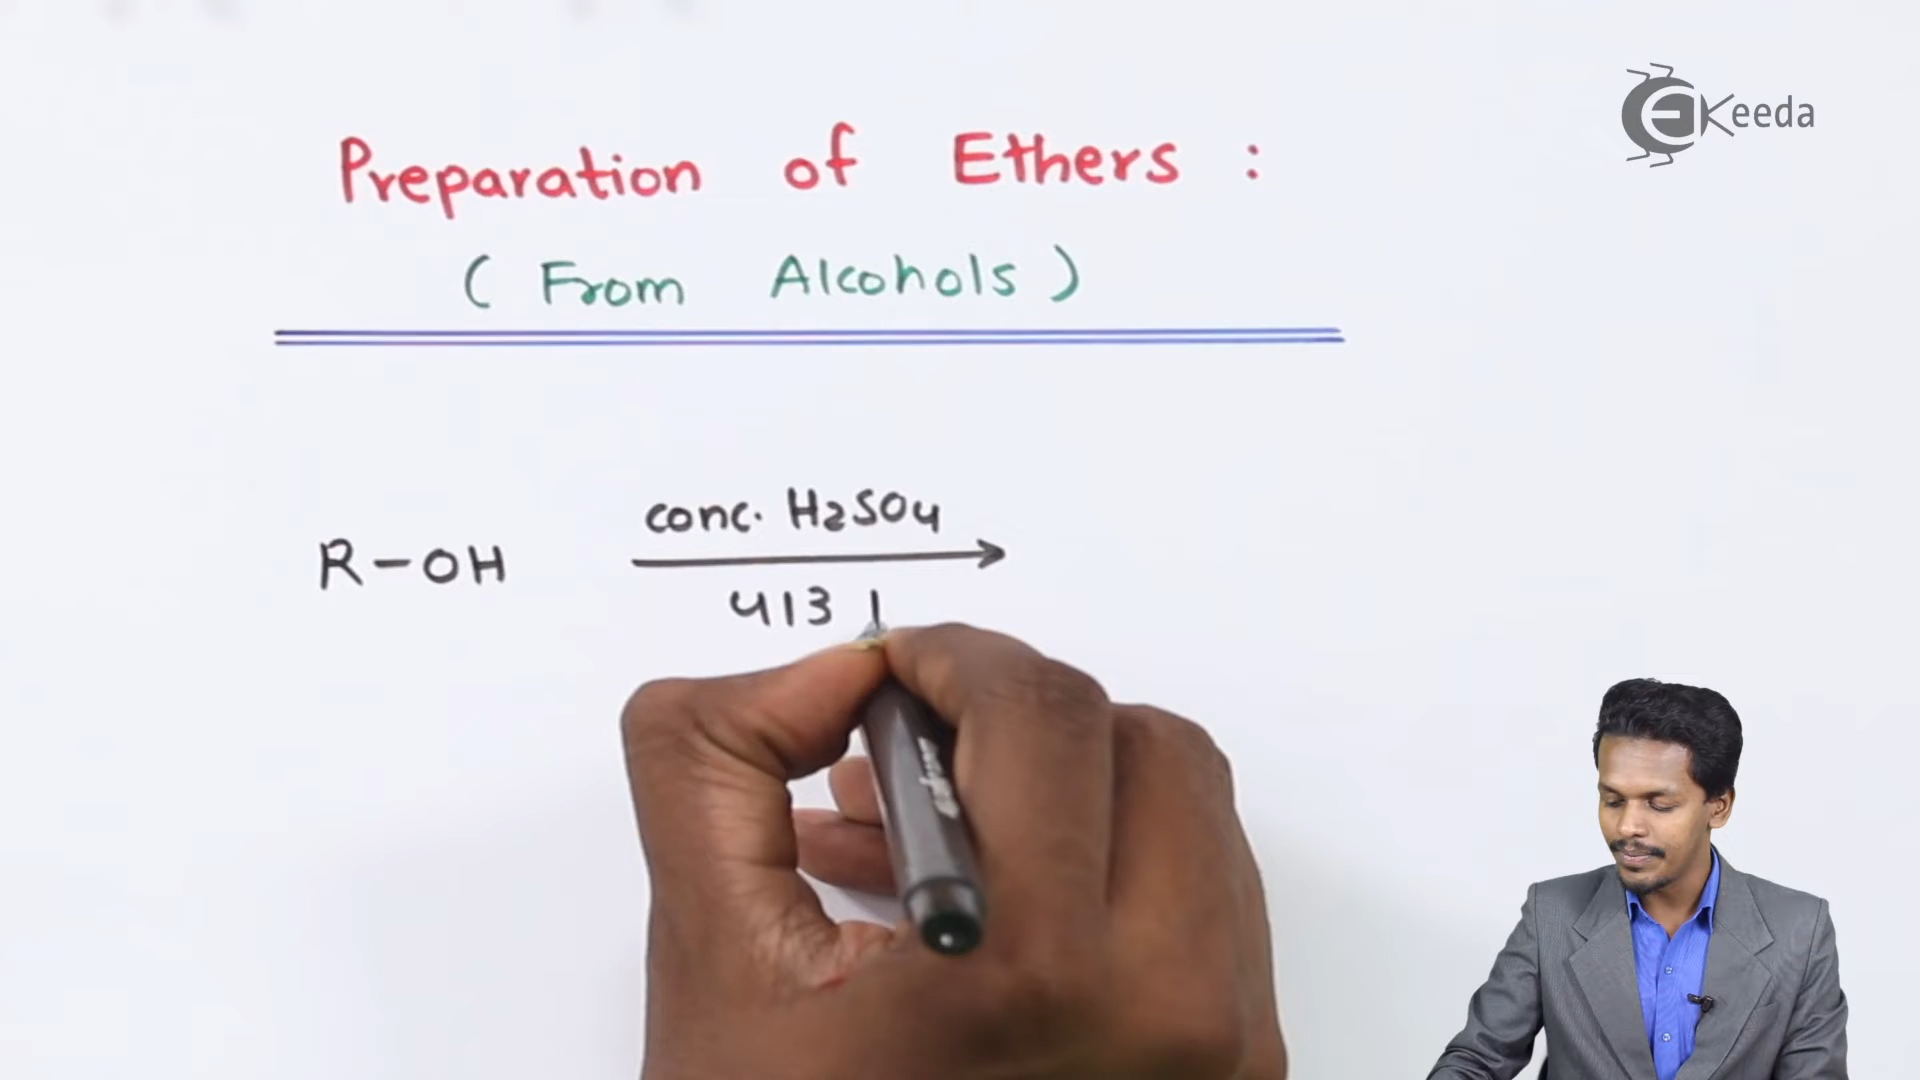 Preparation of Ethers :
( From Alcohols )
Keeda
conc. H2SO4
R-OH
413